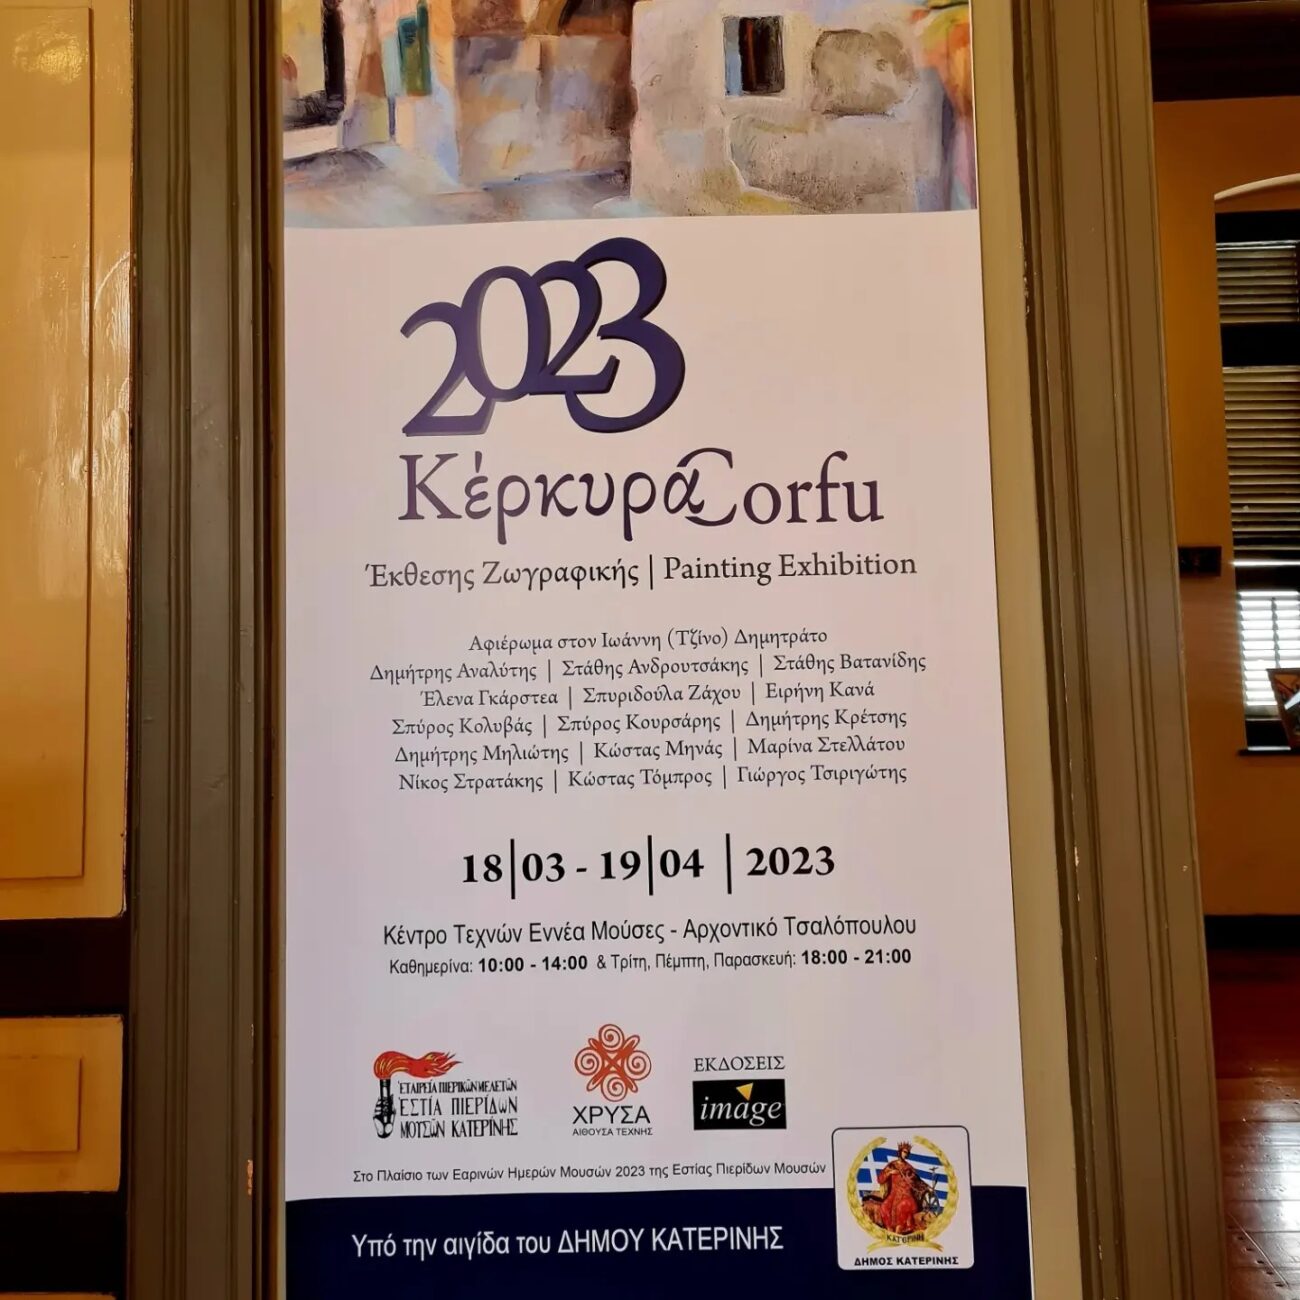 2023
ΚέρκυράCorfu
Έκθεσης Ζωγραφικής | Painting Exhibition
Αφιέρωμα στον Ιωάννη (Τζίνο) Δημητράτο
Δημήτρης Αναλύτης | Στάθης Ανδρουτσάκης | Στάθης Βατανίδης
Έλενα Γκάρστεα | Σπυριδούλα Ζάχου | Ειρήνη Κανά
Σπύρος Κολυβάς | Σπύρος Κουρσάρης | Δημήτρης Κρέτσης
Δημήτρης Μηλιώτης | Κώστας Μηνάς | Μαρίνα Στελλάτου
Νίκος Στρατάκης | Κώστας Τόμπρος | Γιώργος Τσιριγώτης
18|03 - 19|04 | 2023
Κέντρο Τεχνών Εννέα Μούσες - Αρχοντικό Τσαλόπουλου
Καθημερίνα: 10:00 - 14:00 & Τρίτη, Πέμπτη, Παρασκευή: 18:00 - 21:00
ἙΤΑΙΡΕΙΑ ΠΙΕΡΙΚΩΝ ΜΕΛΕΤΩΝ
ΕΣΤΙΑ ΠΙΕΡΙΔΩΝ
ΜΟΥΣΩΝ ΚΑΤΕΡΙΝΗΣ
ΧΡΥΣΑ
ΑΙΘΟΥΣΑ ΤΕΧΝΗΣ
ΕΚΔΟΣΕΙΣ
image
Στο Πλαίσιο των Εαρινών Ημερών Μουσών 2023 της Εστίας Πιερίδων Μουσών
Υπό την αιγίδα του ΔΗΜΟΥ ΚΑΤΕΡΙΝΗΣ
ΚΑΤΕΡΙΝΗ
ΔΗΜΟΣ ΚΑΤΕΡΙΝΗΣ